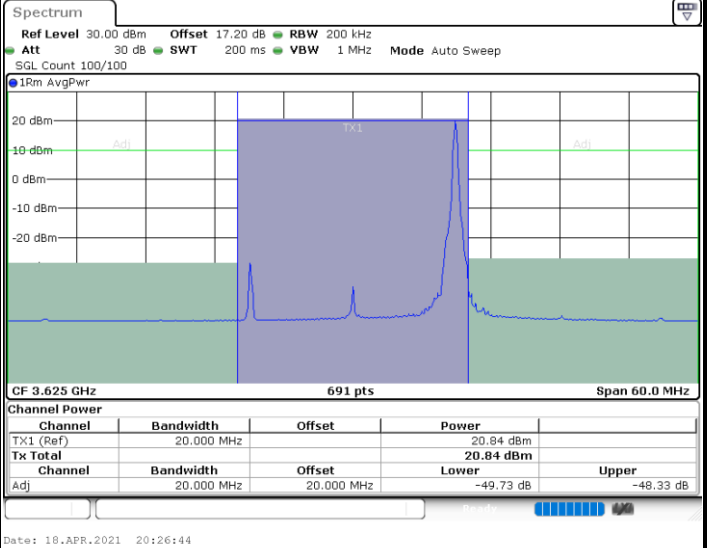 Spectrum
Ref Level 30.00 dBm Offset 17.20 dB RBW 200 kHz
Att 30 dB SWT 200 ms VBW 1 MHz Mode Auto Sweep
SGL Count 100/100
1Rm AvgPwr
TX1
20 dBm
Adj Adj
10 dBm
0 dBm
-10 dBm
-20 dBm
CF 3.625 GHz 691 pts Span 60.0 MHz
Channel Power
Channel Bandwidth Offset Power
TX1 (Ref) 20.000 MHz 20.84 dBm
Tx Total 20.84 dBm
Channel Bandwidth Offset Lower Upper
Adj 20.000 MHz 20.000 MHz -49.73 dB -48.33 dB
Ready
Date: 18.APR.2021 20:26:44